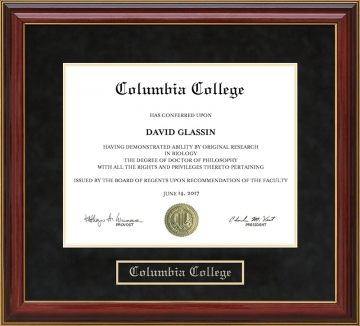 Columbia College
HAS CONFERRED UPON
DAVID GLASSIN
HAVING DEMONSTRATED ABILITY BY ORIGINAL RESEARCH
IN BIOLOGY
THE DEGREE OF DOCTOR OF PHILOSOPHY
WITH ALL THE RIGHTS AND PRIVILEGES THERETO PERTAINING
ISSUED BY THE BOARD OF REGENTS UPON RECOMMENDATION OF THE FACULTY
JUNE 14, 2017
PROVOST
PRESIDENT
Columbia College